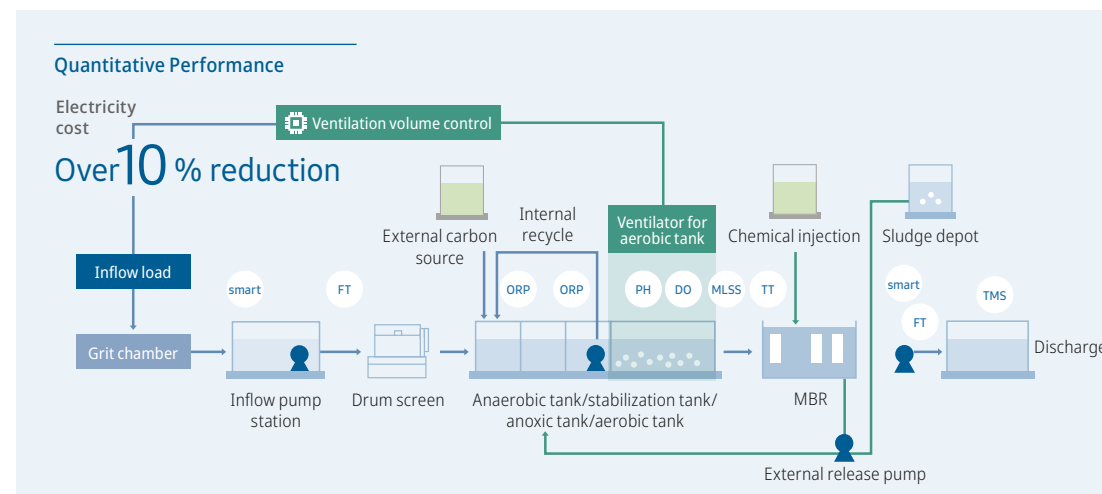 Quantitative Performance
Electricity
cost
Over 10 % reduction
Ventilation volume control
Inflow load
Grit chamber
smart
FT
Inflow pump
station
Drum screen
External carbon
source
Internal
recycle
ORP
ORP
Ventilator for
aerobic tank
PH
DO
MLSS
TT
Anaerobic tank/stabilization tank/
anoxic tank/aerobic tank
Chemical injection
MBR
External release pump
Sludge depot
smart
FT
TMS
Discharge